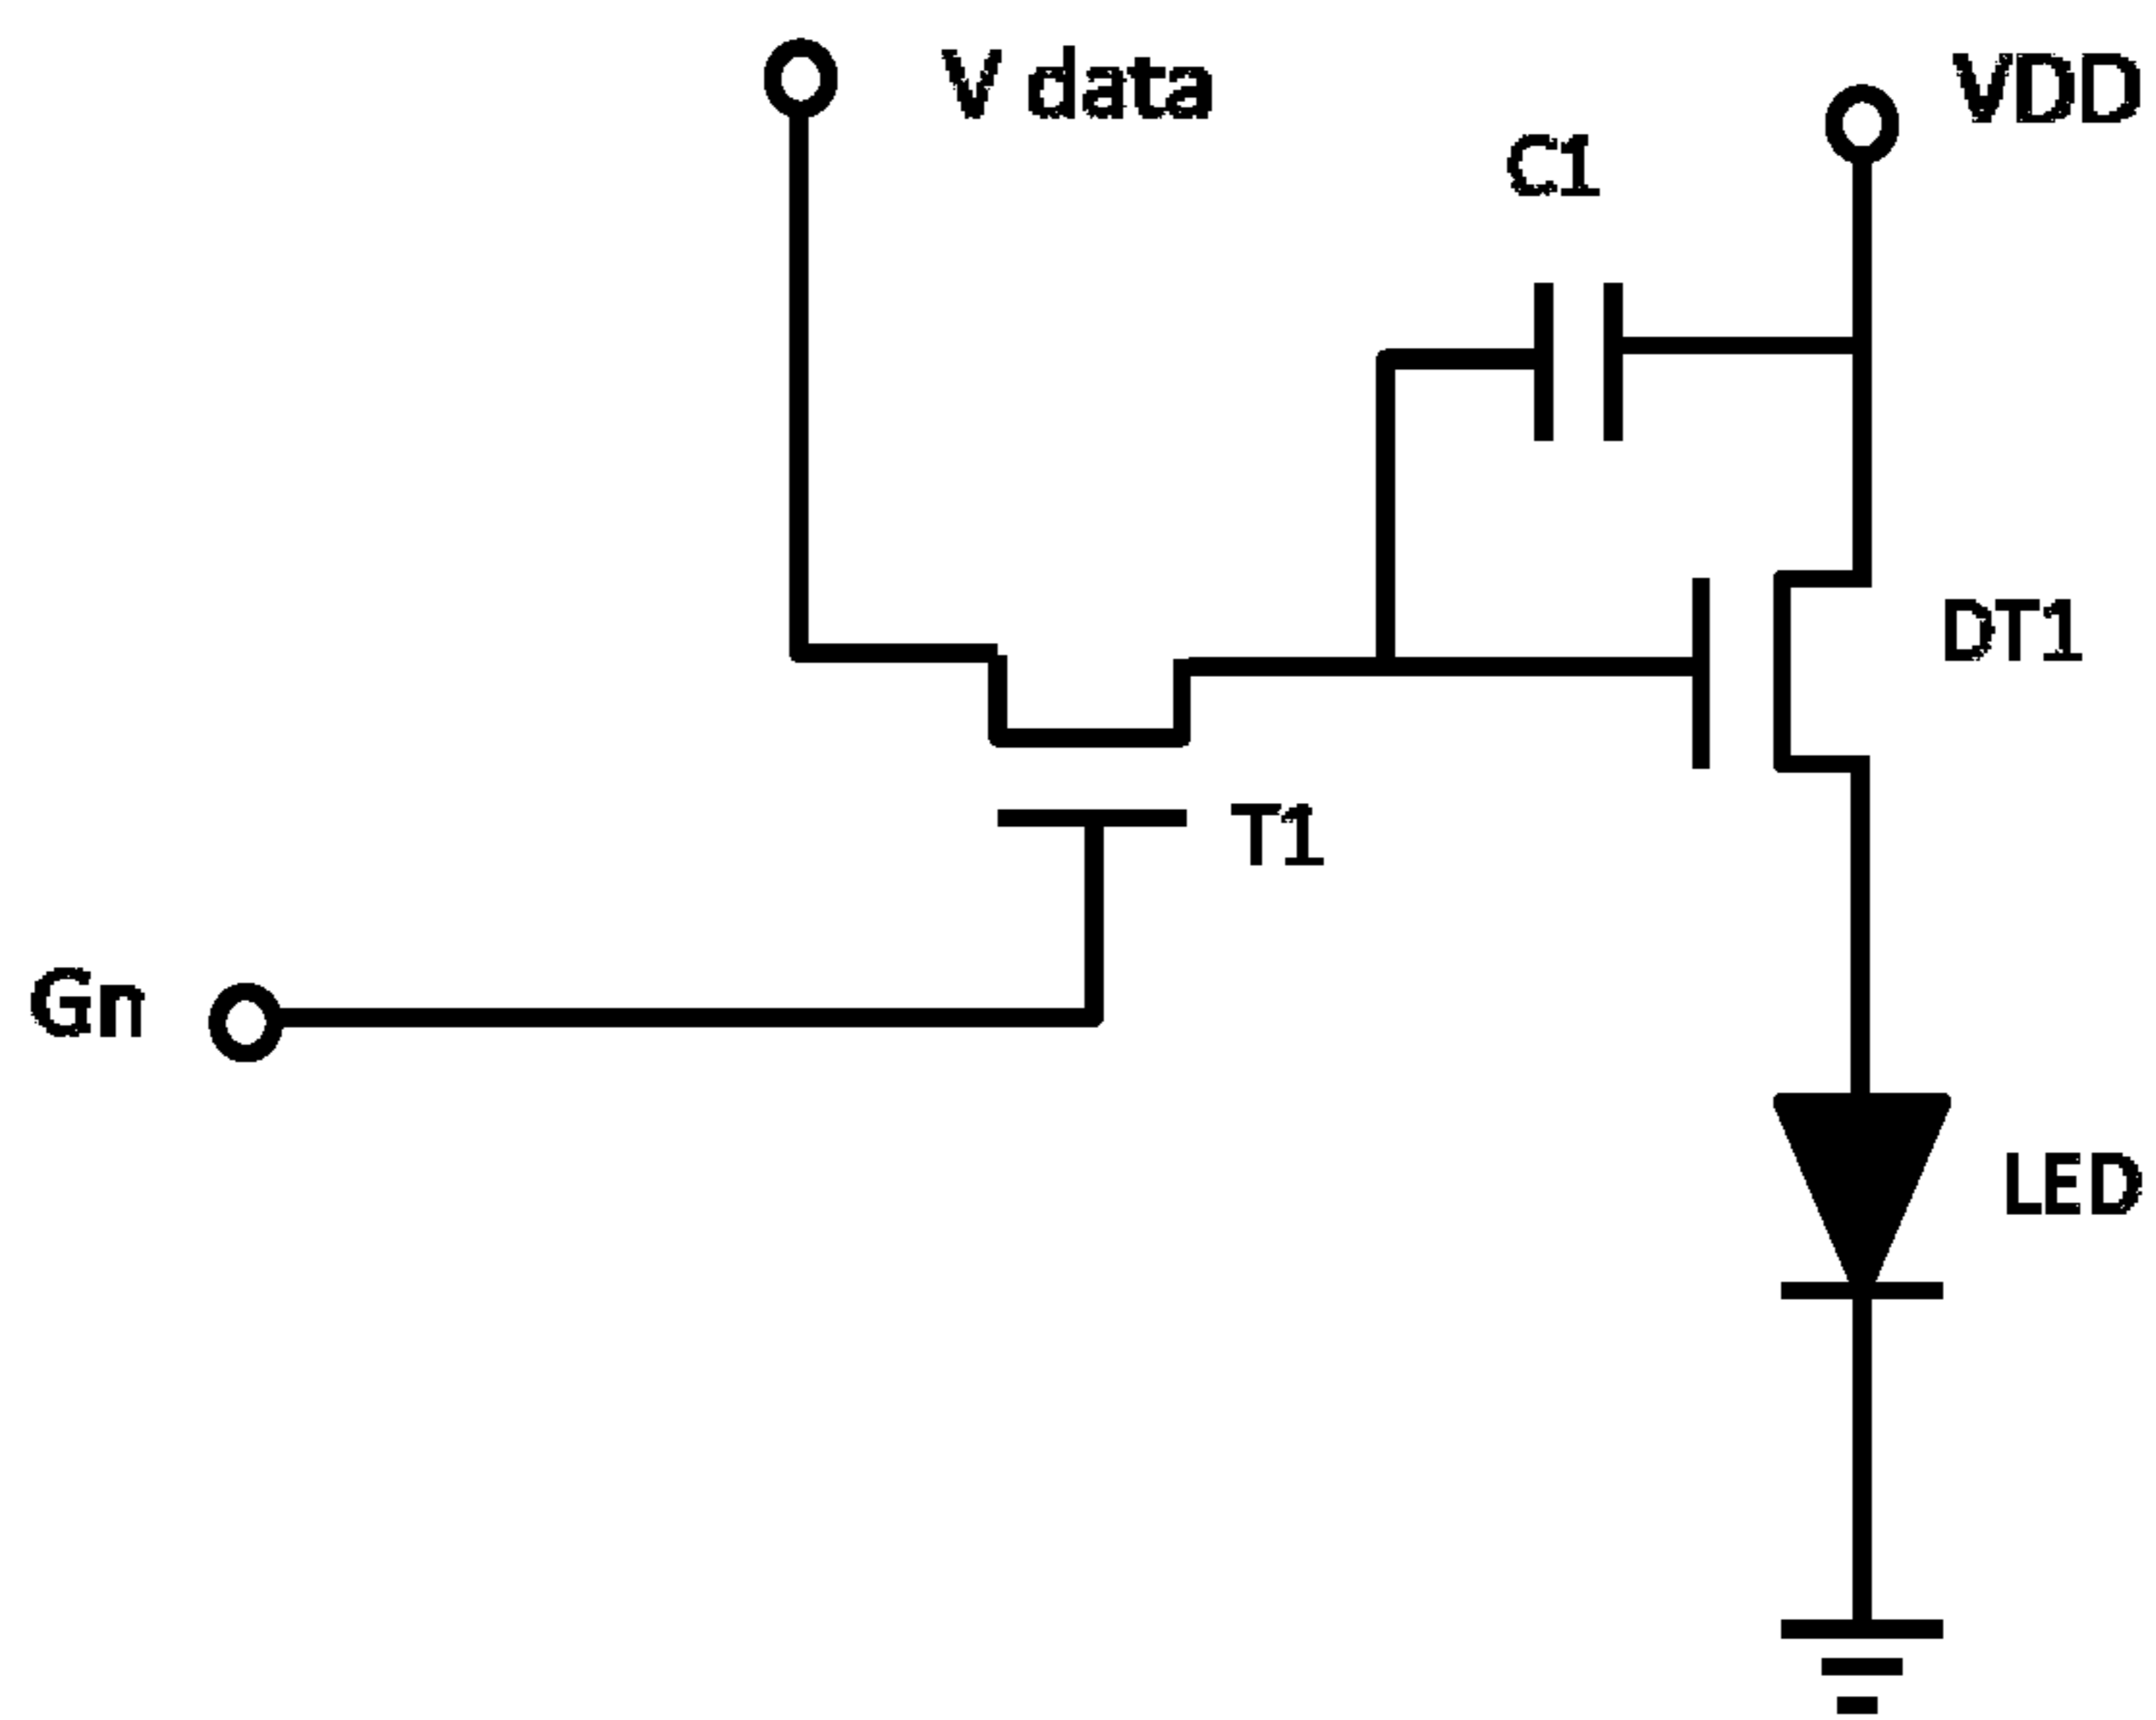 V data
VDD
C1
DT1
T1
Gn
LED